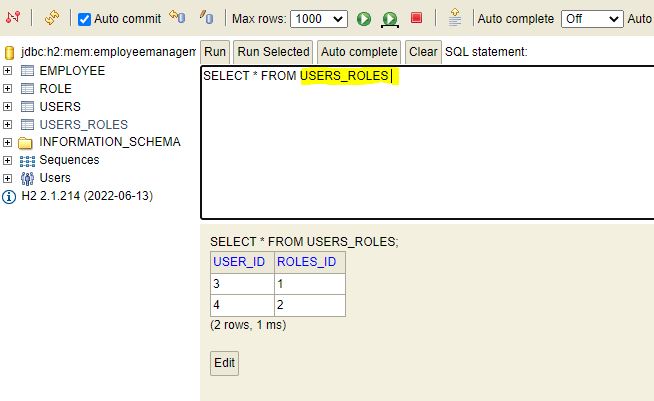 Auto commit Max rows: 1000 Auto complete Off Auto
jdbc:h2:mem:employeemanagem
EMPLOYEE
ROLE
USERS
USERS_ROLES
INFORMATION_SCHEMA
Sequences
Users
H2 2.1.214 (2022-06-13)
Run Run Selected Auto complete Clear SQL statement:
SELECT * FROM USERS_ROLES
SELECT * FROM USERS_ROLES;
USER_ID ROLES_ID
3 1
4 2
(2 rows, 1 ms)
Edit